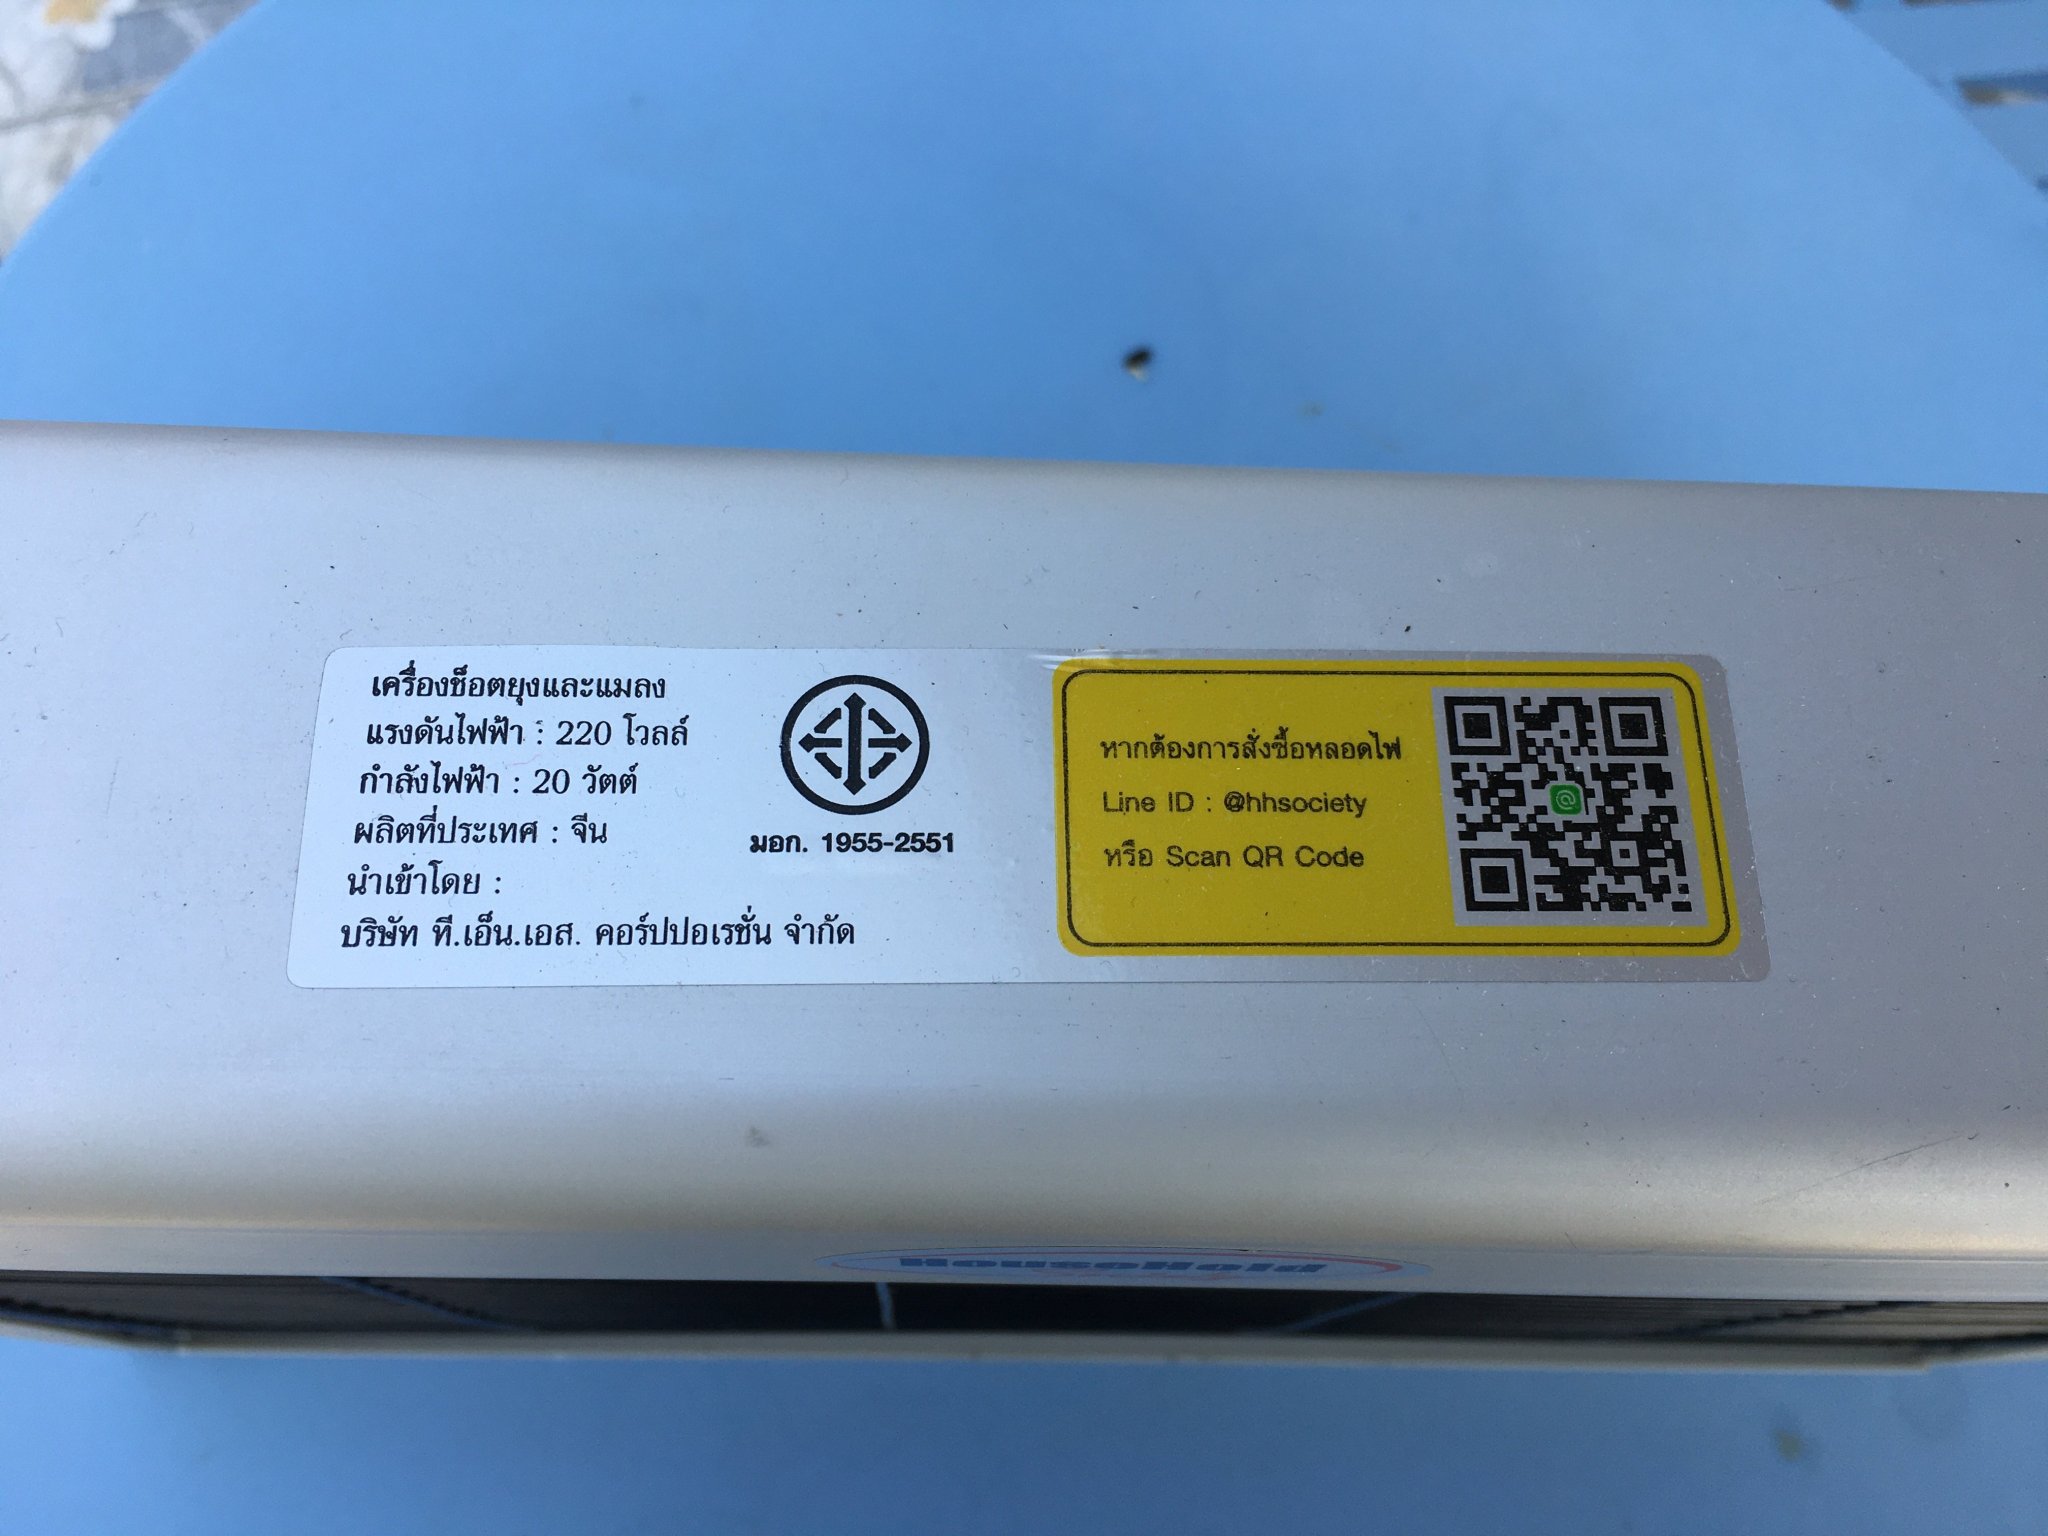 เครื่องช็อตยุงและแมลง
แรงดันไฟฟ้า : 220 โวลล์
กำลังไฟฟ้า : 20 วัตต์
ผลิตที่ประเทศ : จีน
นำเข้าโดย :
บริษัท ที.เอ็น.เอส. คอร์ปปอเรชั่น จำกัด
มอก. 1955-2551
หากต้องการสั่งซื้อหลอดไฟ
Line ID : @hhsociety
หรือ Scan QR Code
HouseHold